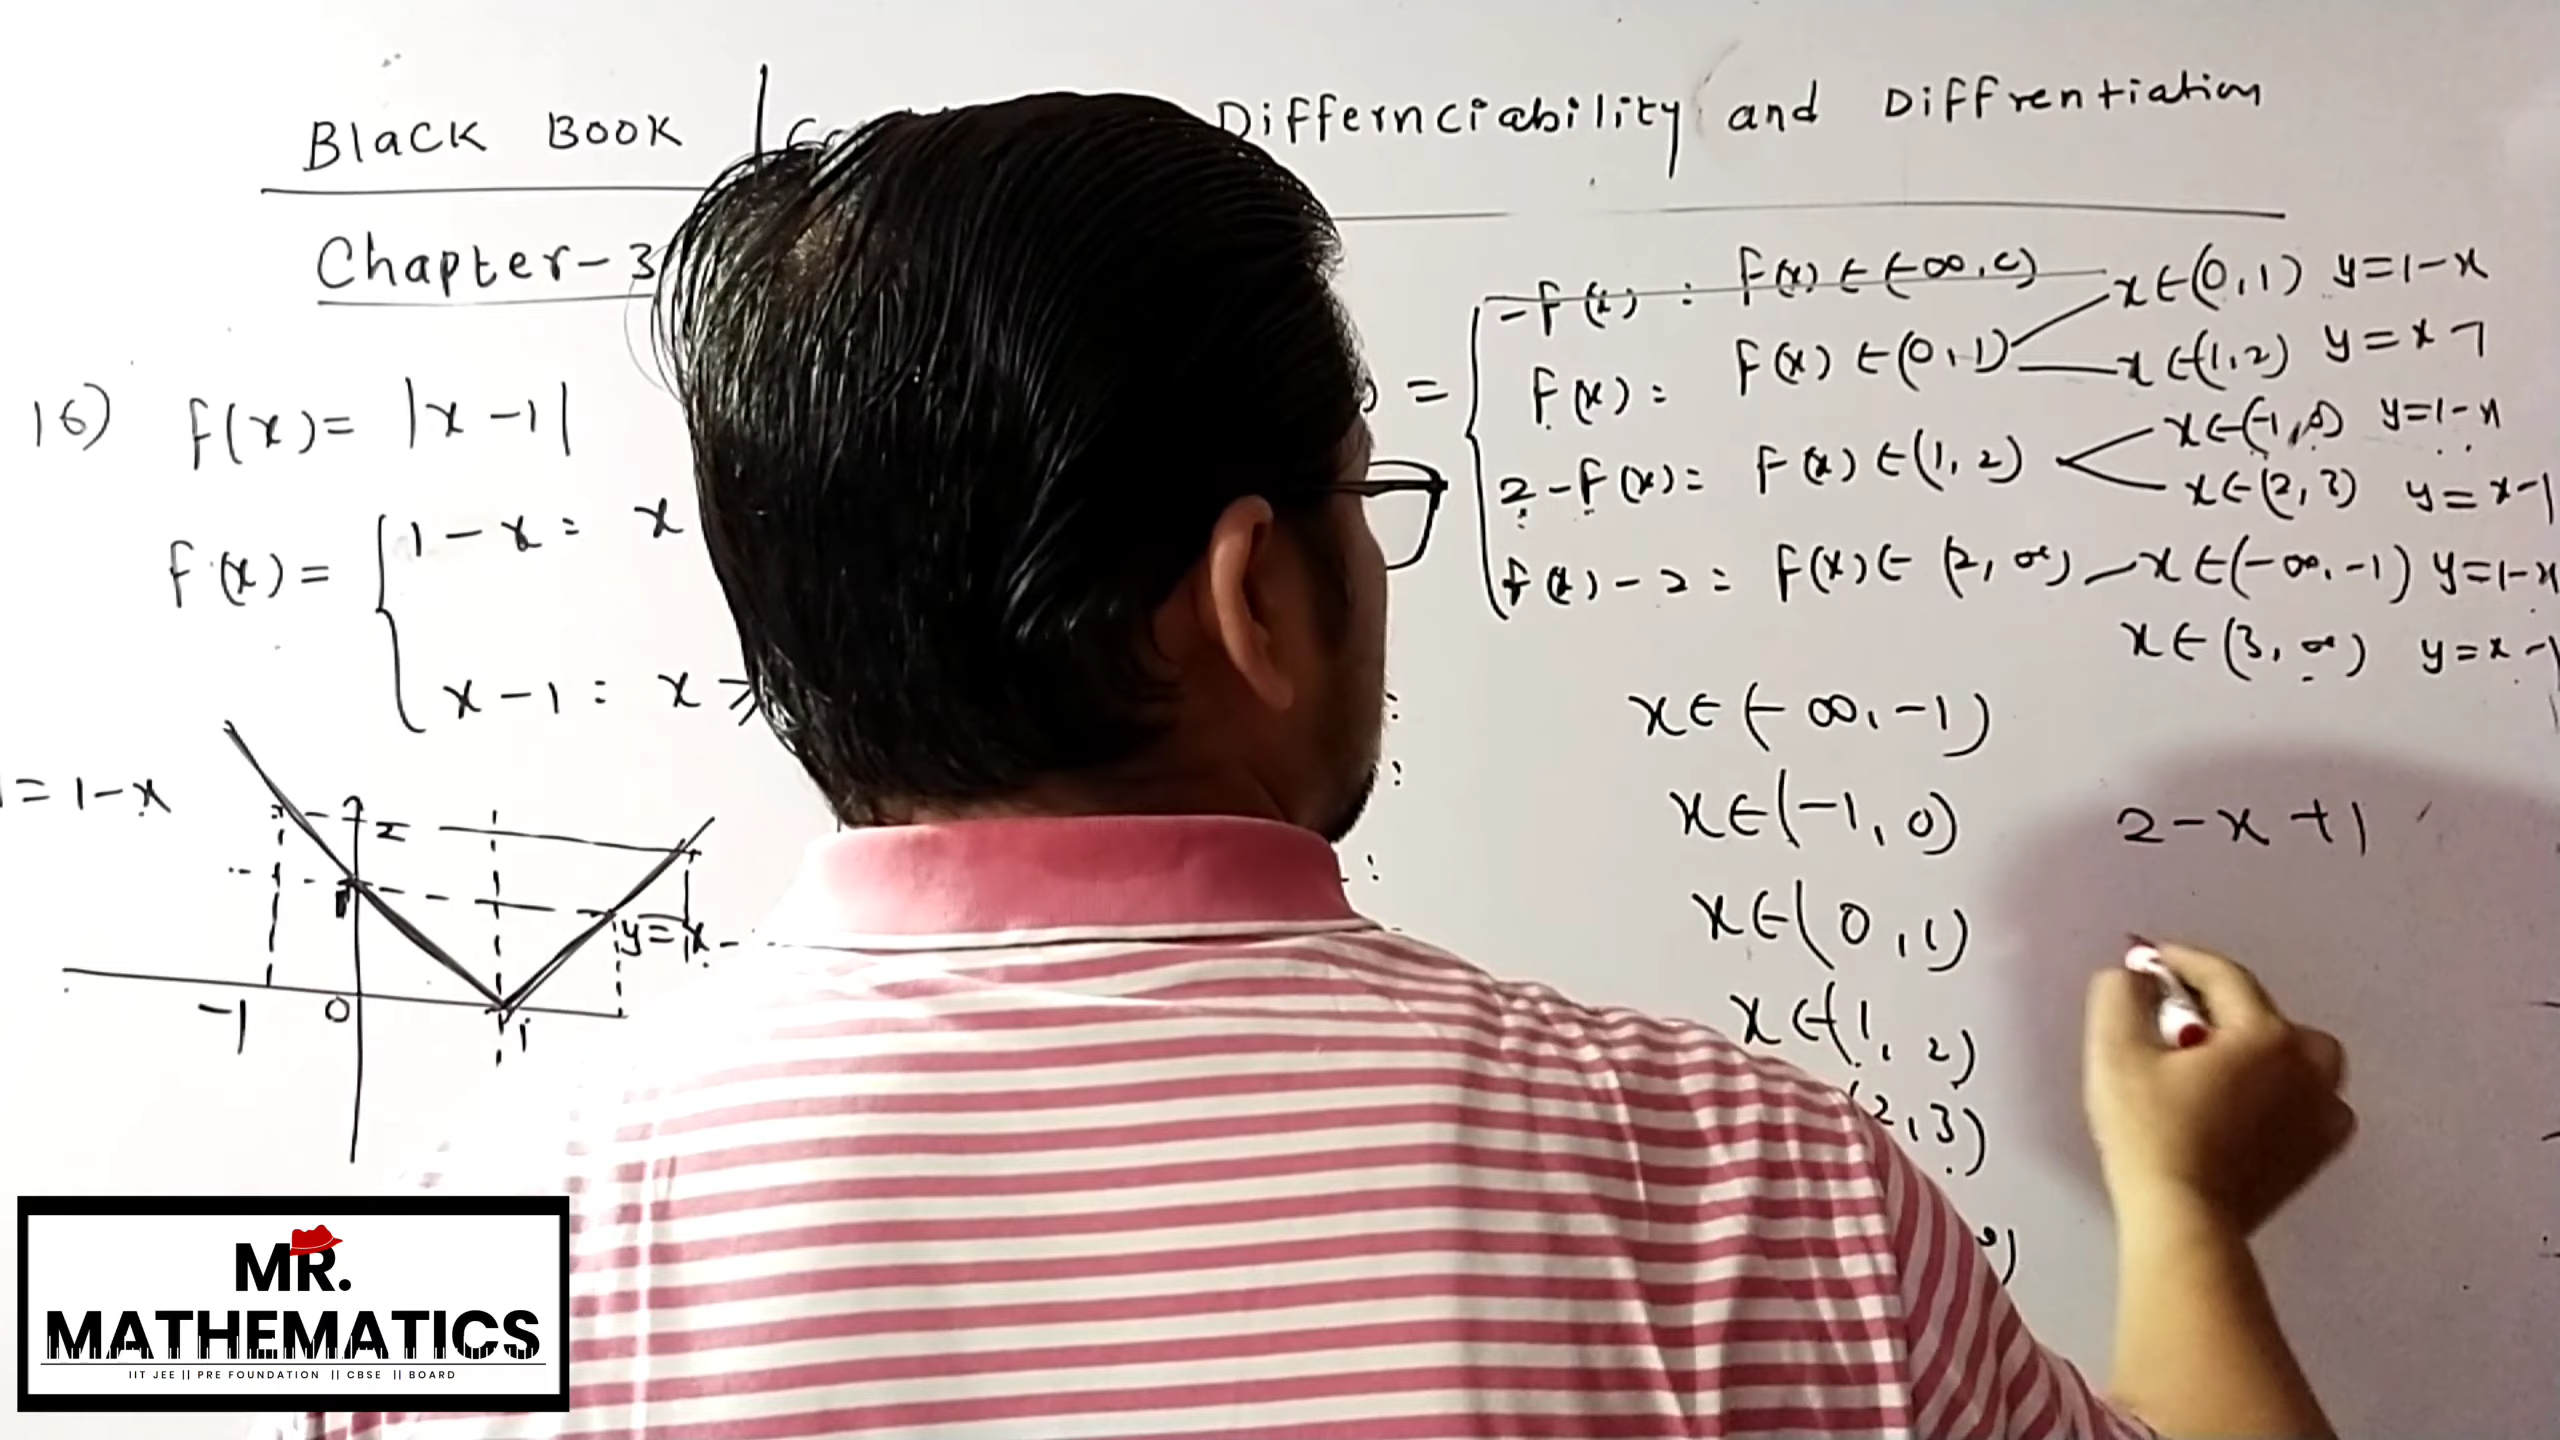 Black Book Differnciability and Diffrentiation
Chapter-3
16) f(x)= |x-1|
f(x)= { 1-x: x
x-1: x ≥
= 1-x
2
1
y=x-
-1 0 1
= { -f(x) : f(x) ∈ (-∞,0)
f(x): f(x) ∈ (0,1)
2-f(x): f(x) ∈ (1,2)
f(x)-2: f(x) ∈ (2,∞)
x ∈ (0,1) y=1-x
x ∈ (1,2) y=x-1
x ∈ (-1,0) y=1-x
x ∈ (2,3) y=x-1
x ∈ (-∞,-1) y=1-x
x ∈ (3,∞) y=x-1
x ∈ (-∞,-1)
x ∈ (-1,0) 2-x+1
x ∈ (0,1)
x ∈ (1,2)
2,3)
MR.
MATHEMATICS
IIT JEE || PRE FOUNDATION || CBSE || BOARD